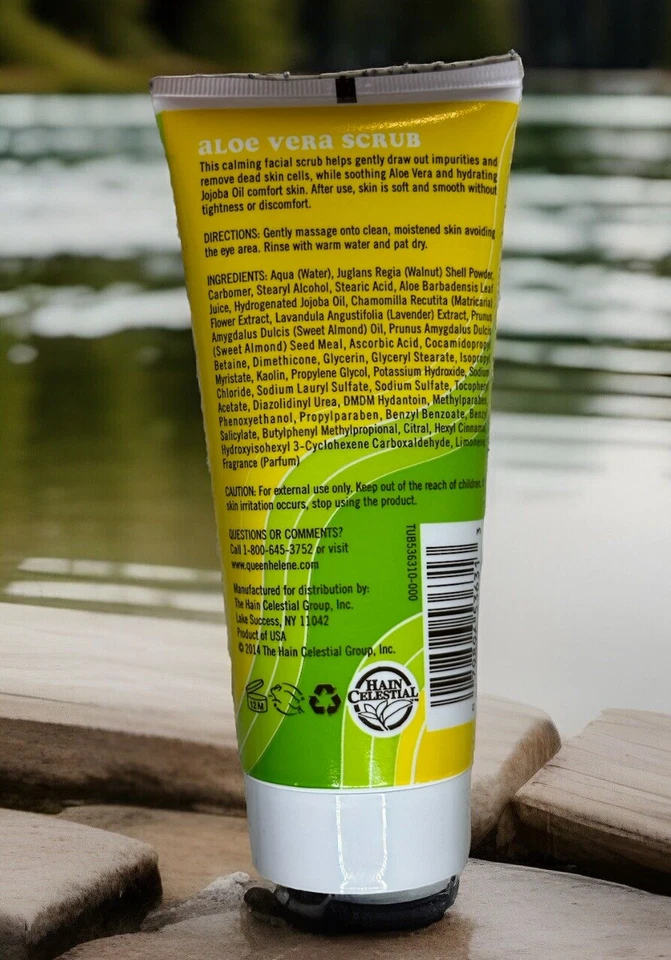 ALOE VERA SCRUB
This calming facial scrub helps gently draw out impurities and
remove dead skin cells, while soothing Aloe Vera and hydrating
Jojoba Oil comfort skin. After use, skin is soft and smooth without
tightness or discomfort.
DIRECTIONS: Gently massage onto clean, moistened skin avoiding
the eye area. Rinse with warm water and pat dry.
INGREDIENTS: Aqua (Water), Juglans Regia (Walnut) Shell Powder,
Carbomer, Stearyl Alcohol, Stearic Acid, Aloe Barbadensis Leaf
Juice, Hydrogenated Jojoba Oil, Chamomilla Recutita (Matricaria)
Flower Extract, Lavandula Angustifolia (Lavender) Extract, Prunus
Amygdalus Dulcis (Sweet Almond) Oil, Prunus Amygdalus Dulcis
(Sweet Almond) Seed Meal, Ascorbic Acid, Cocamidopropyl
Betaine, Dimethicone, Glycerin, Glyceryl Stearate, Isopropyl
Myristate, Kaolin, Propylene Glycol, Potassium Hydroxide, Sodium
Chloride, Sodium Lauryl Sulfate, Sodium Sulfate, Tocopheryl
Acetate, Diazolidinyl Urea, DMDM Hydantoin, Methylparaben,
Phenoxyethanol, Propylparaben, Benzyl Benzoate, Benzyl
Salicylate, Butylphenyl Methylpropional, Citral, Hexyl Cinnamal,
Hydroxyisohexyl 3-Cyclohexene Carboxaldehyde, Limonene,
Fragrance (Parfum)
CAUTION: For external use only. Keep out of the reach of children. If
skin irritation occurs, stop using the product.
QUESTIONS OR COMMENTS?
Call 1-800-645-3752 or visit
www.queenhelene.com
Manufactured for distribution by:
The Hain Celestial Group, Inc.
Lake Success, NY 11042
Product of USA
© 2014 The Hain Celestial Group, Inc.
TUB536310-000
12M
HAIN
CELESTIAL
3